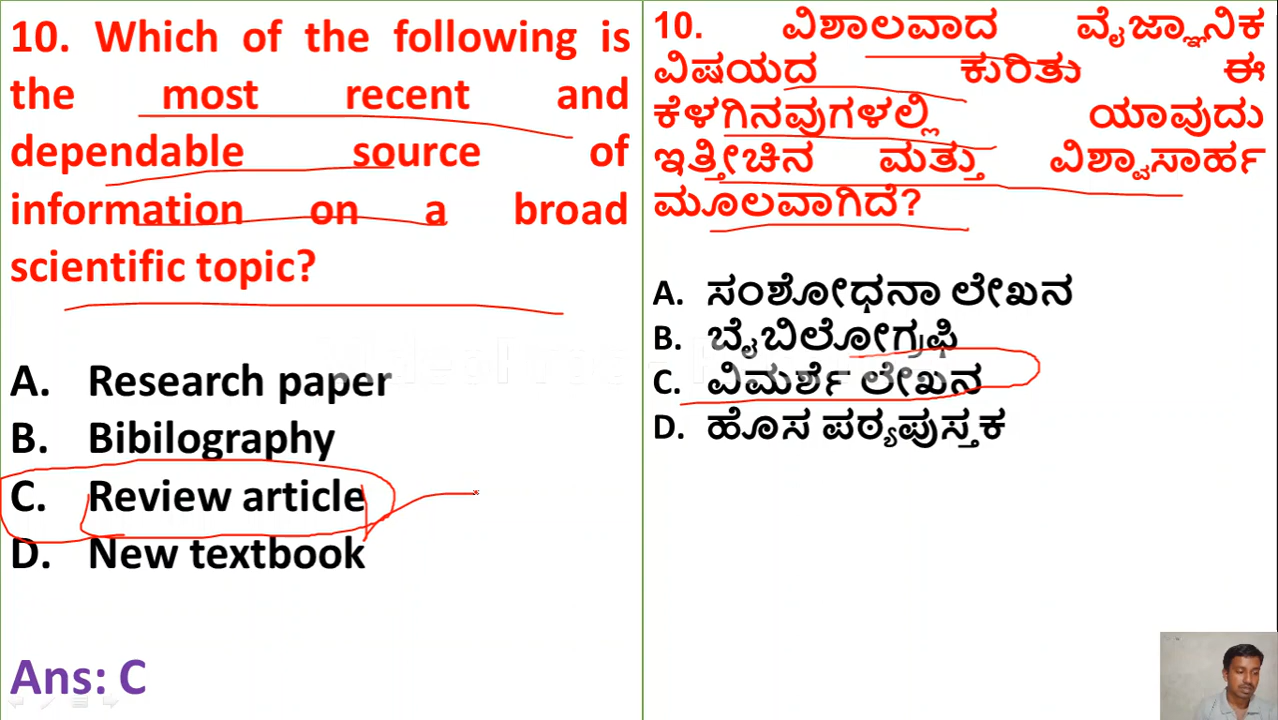 10. Which of the following is
the most recent and
dependable source of
information on a broad
scientific topic?
A. Research paper
B. Bibilography
C. Review article
D. New textbook
Ans: C
10. ವಿಶಾಲವಾದ ವೈಜ್ಞಾನಿಕ
ವಿಷಯದ ಕುರಿತು ಈ
ಕೆಳಗಿನವುಗಳಲ್ಲಿ ಯಾವುದು
ಇತ್ತೀಚಿನ ಮತ್ತು ವಿಶ್ವಾಸಾರ್ಹ
ಮೂಲವಾಗಿದೆ?
A. ಸಂಶೋಧನಾ ಲೇಖನ
B. ಬೈಬಿಲೋಗ್ರಫಿ
C. ವಿಮರ್ಶೆ ಲೇಖನ
D. ಹೊಸ ಪಠ್ಯಪುಸ್ತಕ